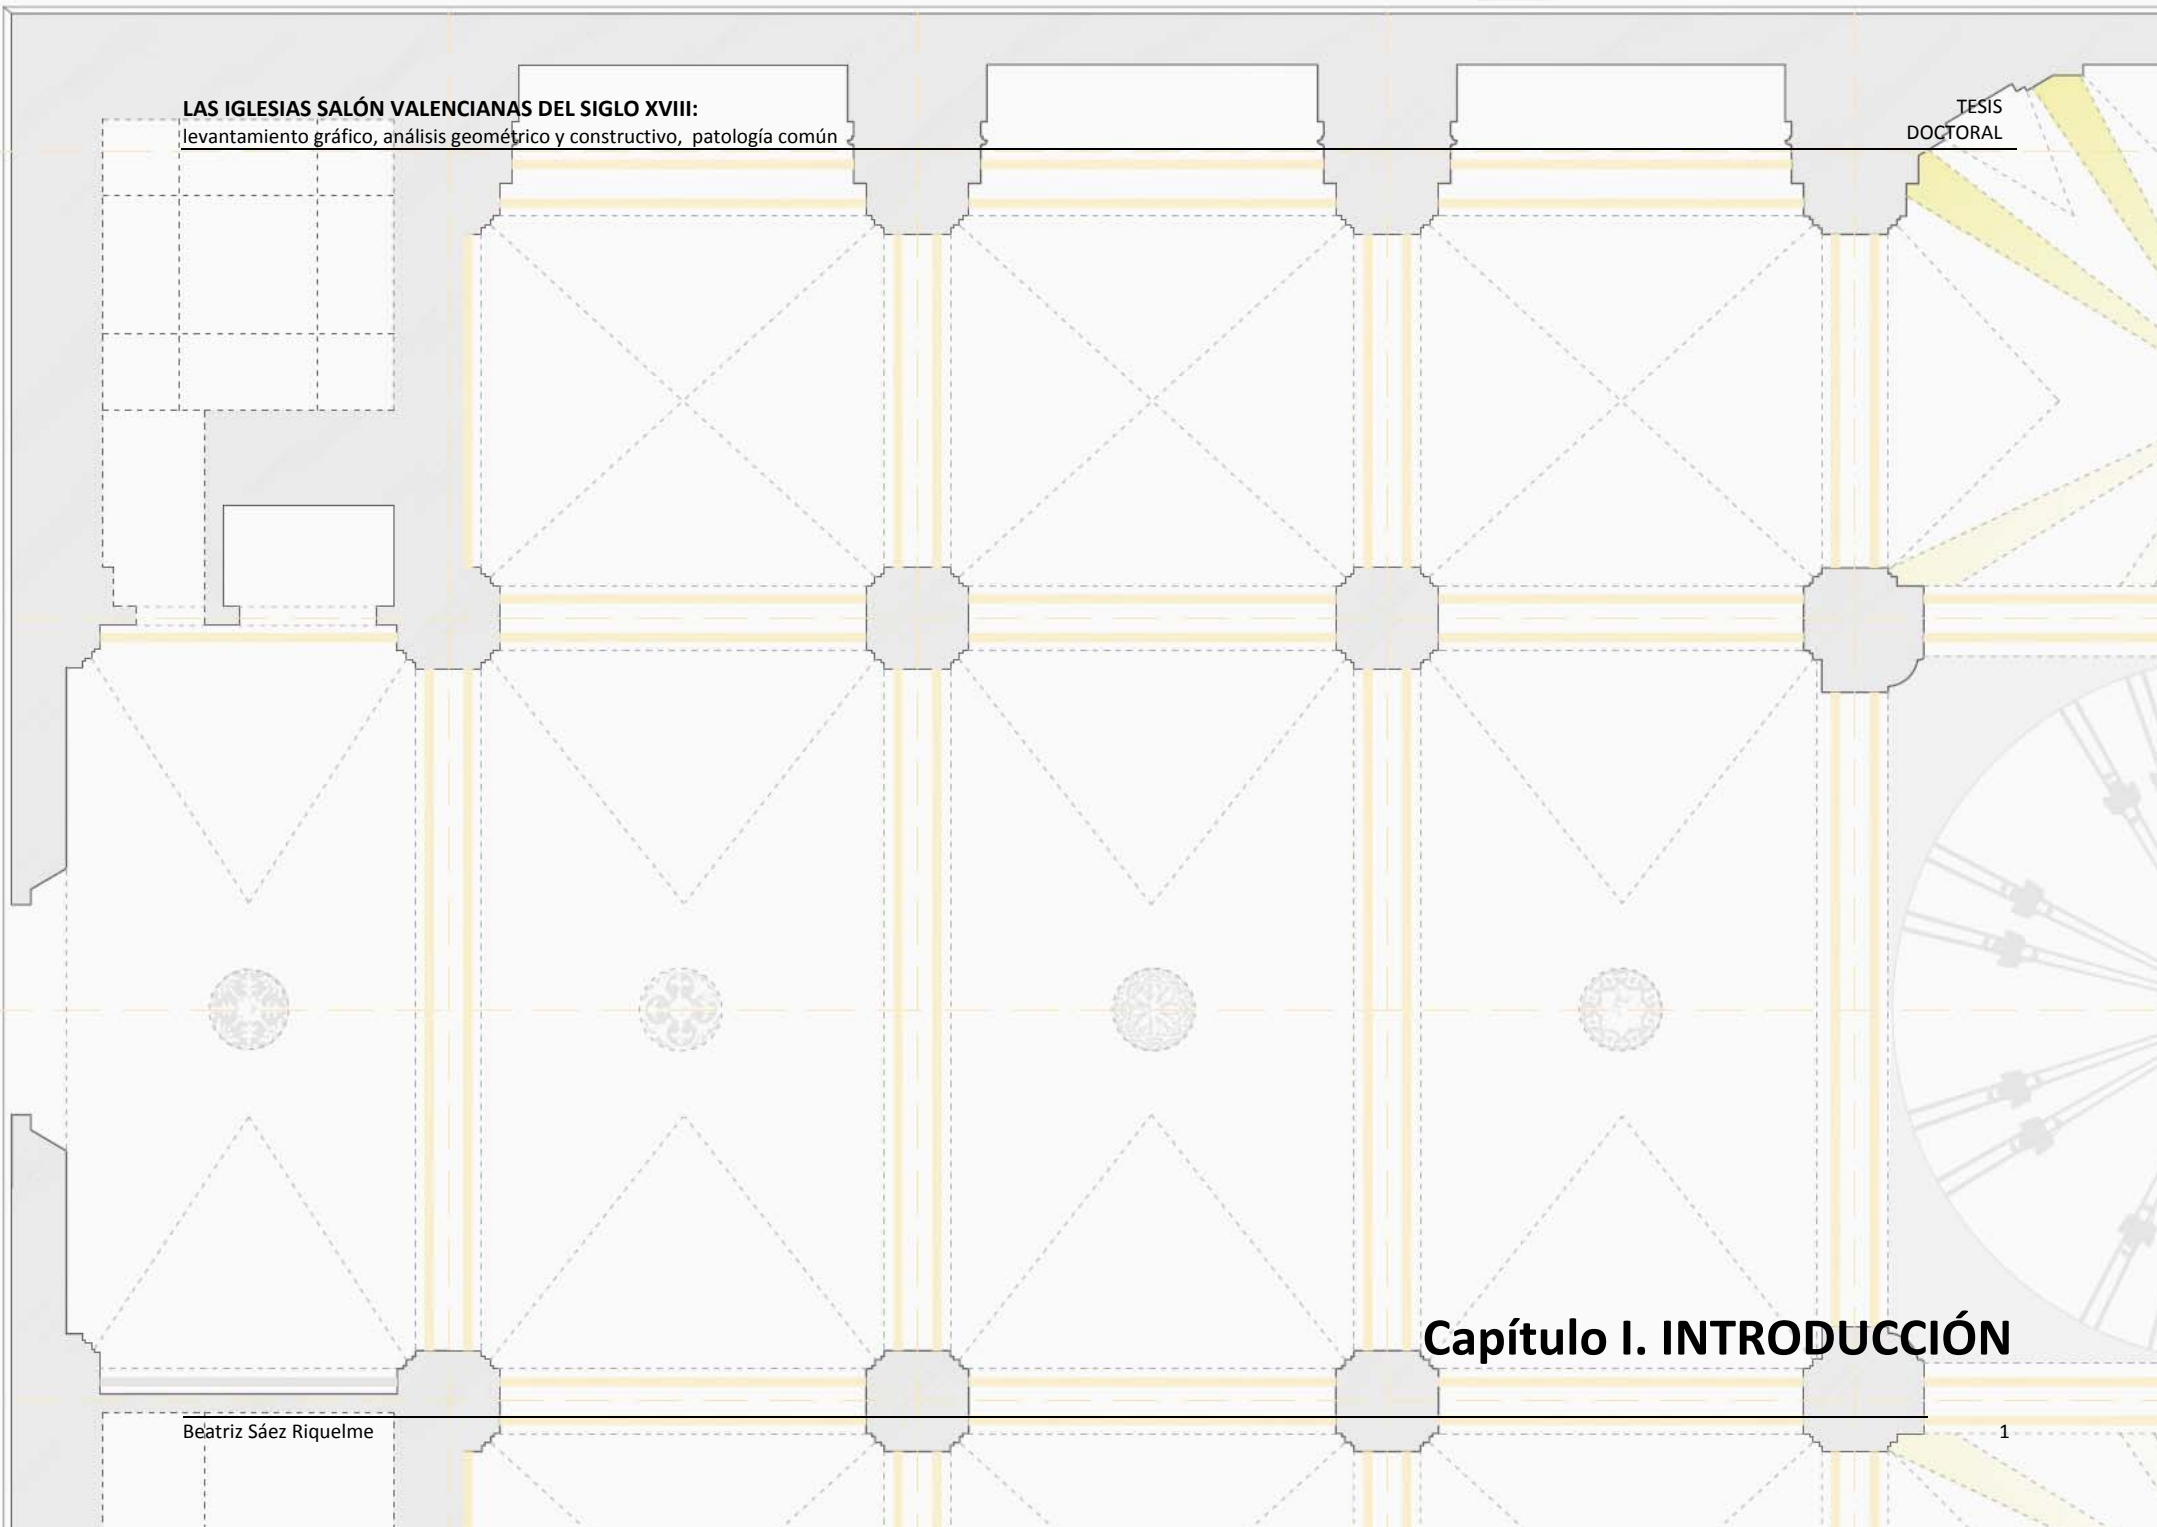 LAS IGLESIAS SALÓN VALENCIANAS DEL SIGLO XVIII:
levantamiento gráfico, análisis geométrico y constructivo, patología común
TESIS
DOCTORAL
Capítulo I. INTRODUCCIÓN
Beatriz Sáez Riquelme
1